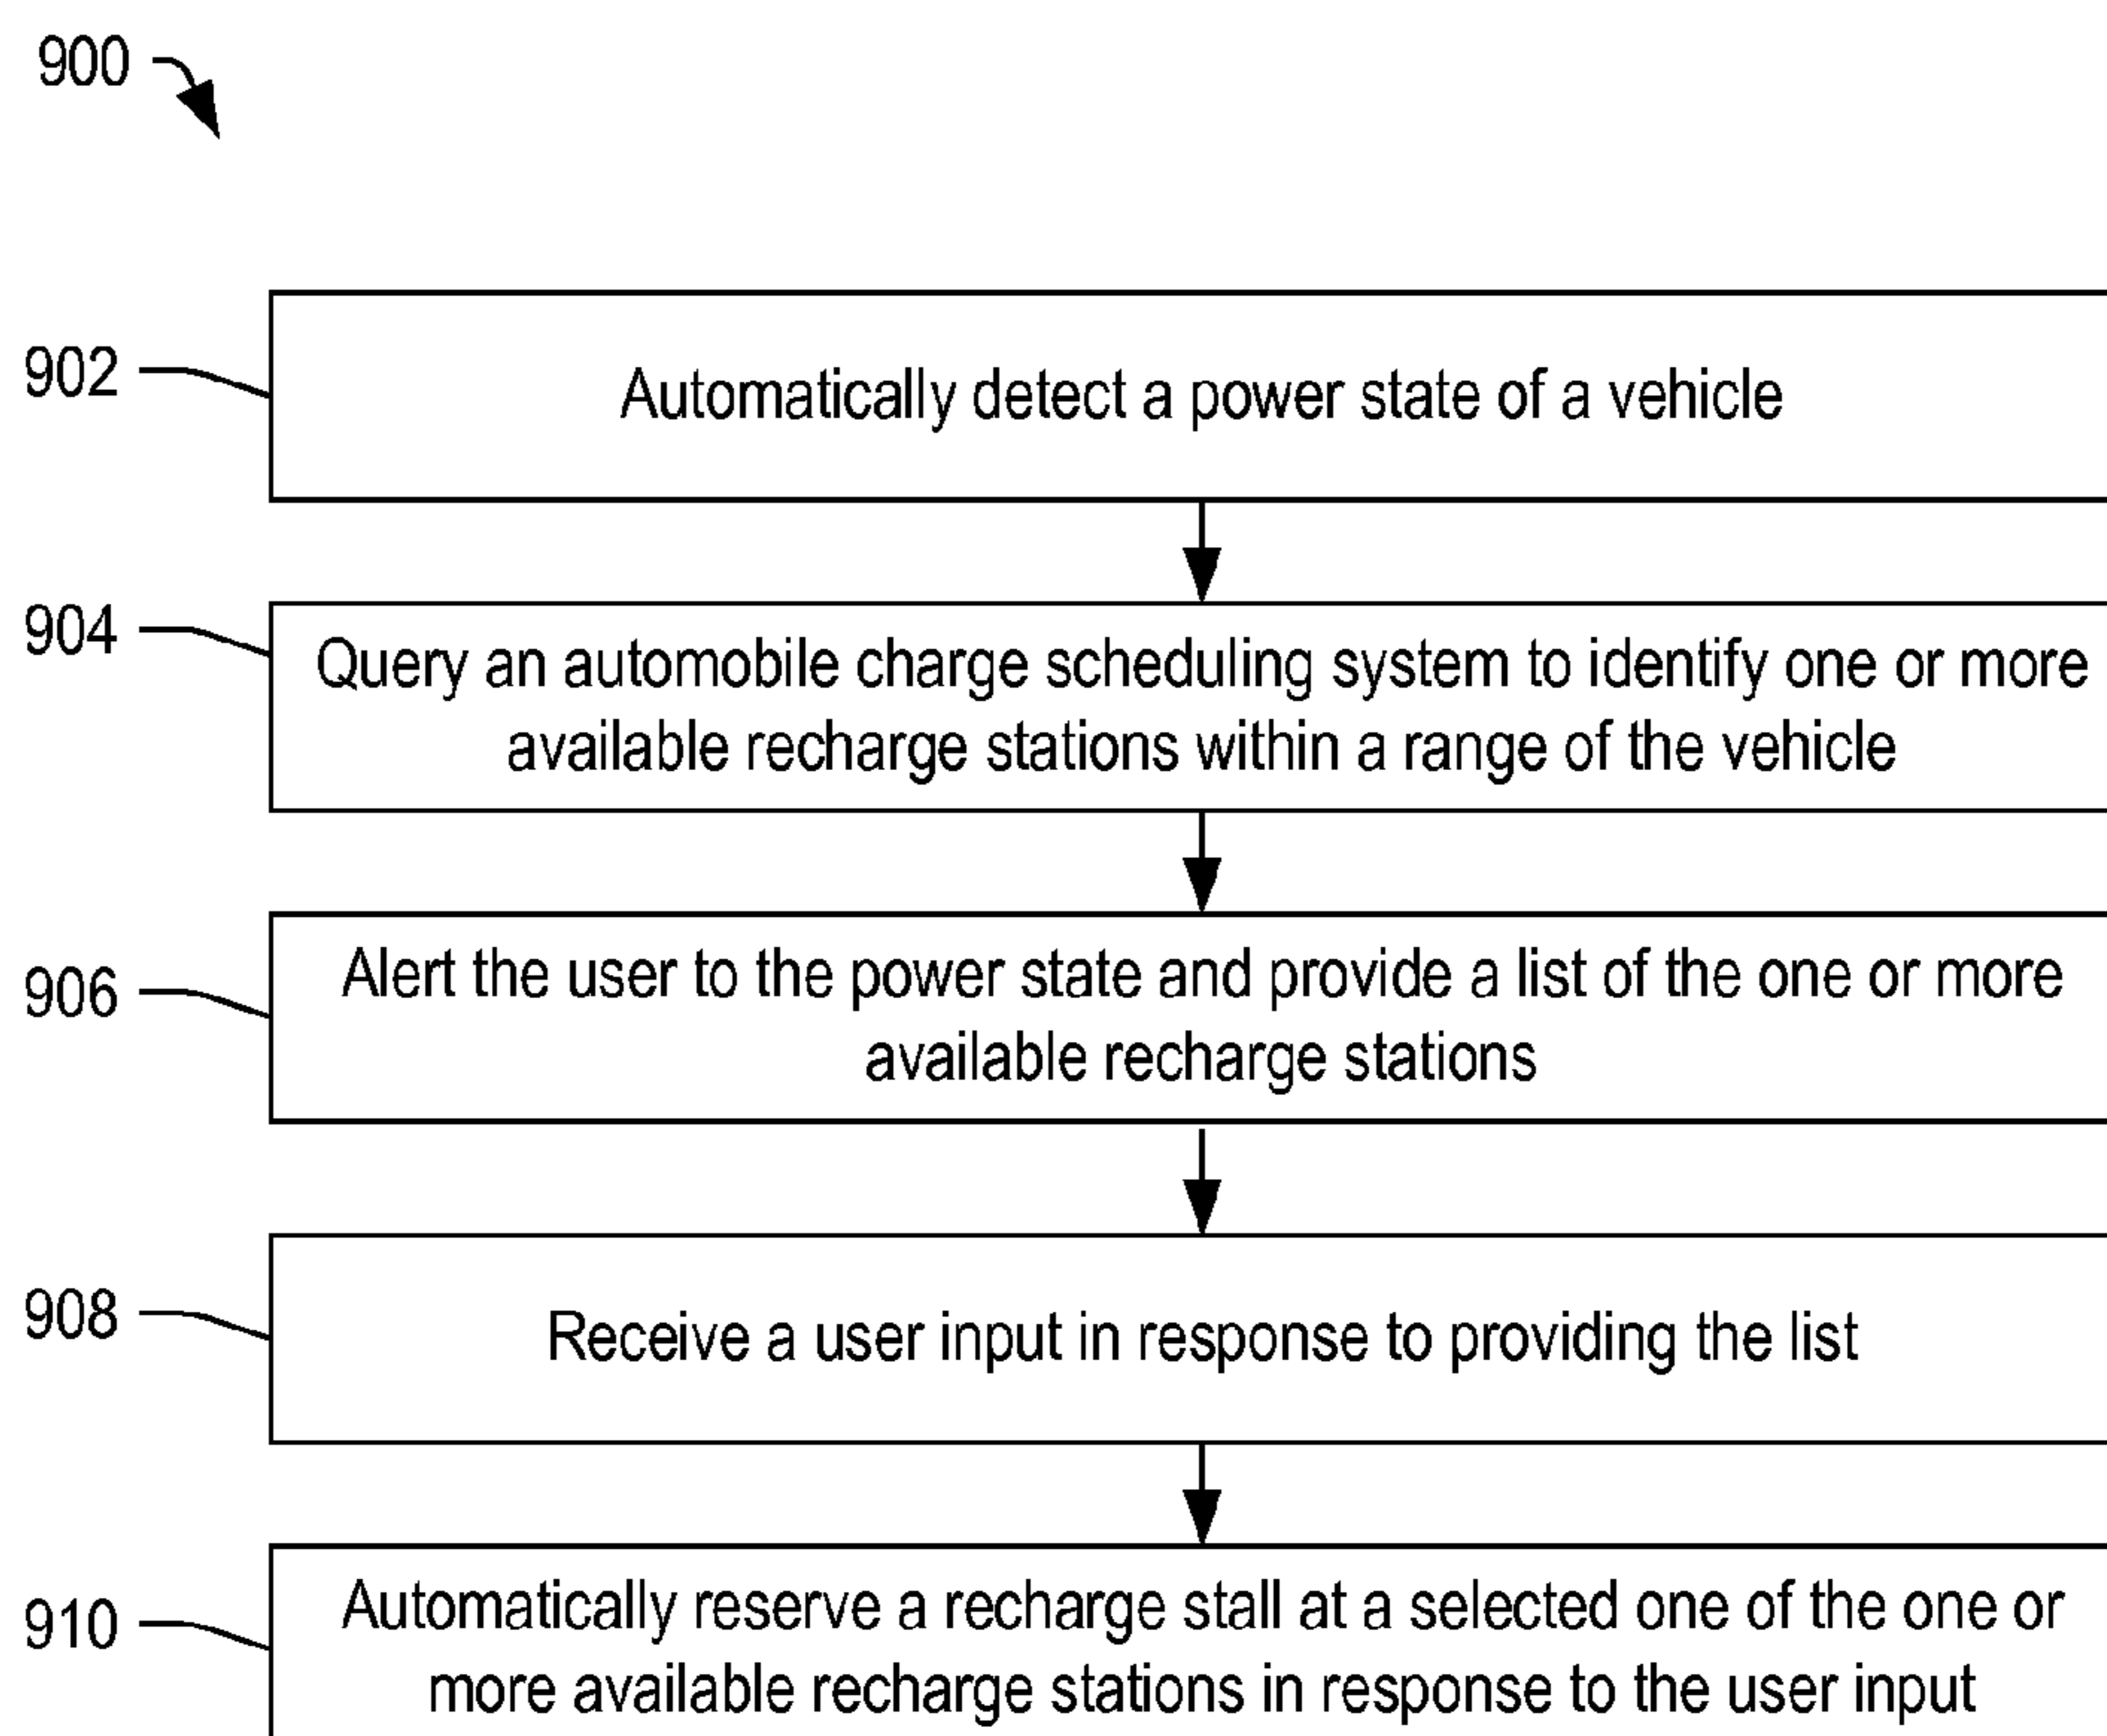 900
902
Automatically detect a power state of a vehicle
904
Query an automobile charge scheduling system to identify one or more
available recharge stations within a range of the vehicle
906
Alert the user to the power state and provide a list of the one or more
available recharge stations
908
Receive a user input in response to providing the list
910
Automatically reserve a recharge stall at a selected one of the one or
more available recharge stations in response to the user input